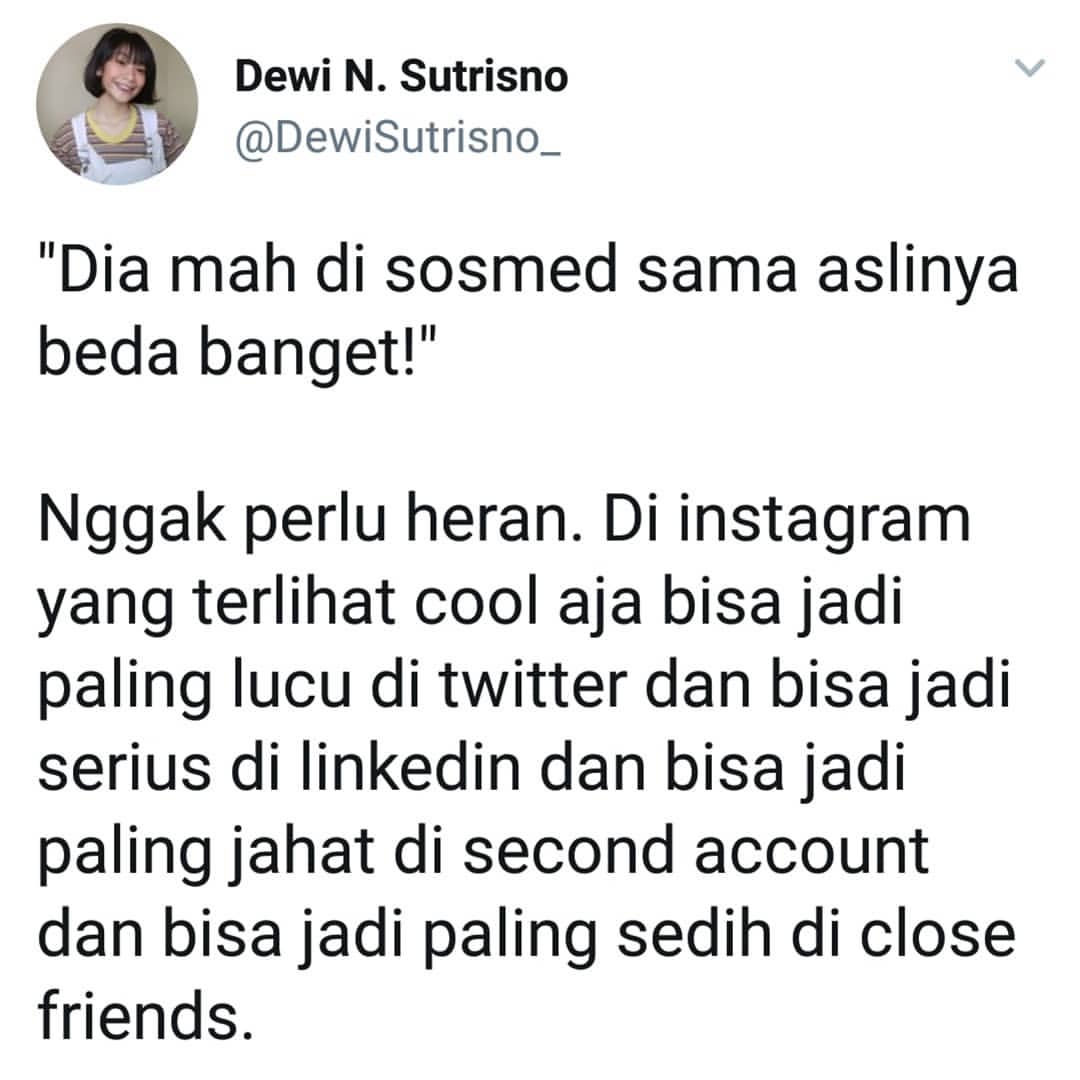 Dewi N. Sutrisno
@DewiSutrisno_
"Dia mah di sosmed sama aslinya
beda banget!"
Nggak perlu heran. Di instagram
yang terlihat cool aja bisa jadi
paling lucu di twitter dan bisa jadi
serius di linkedin dan bisa jadi
paling jahat di second account
dan bisa jadi paling sedih di close
friends.